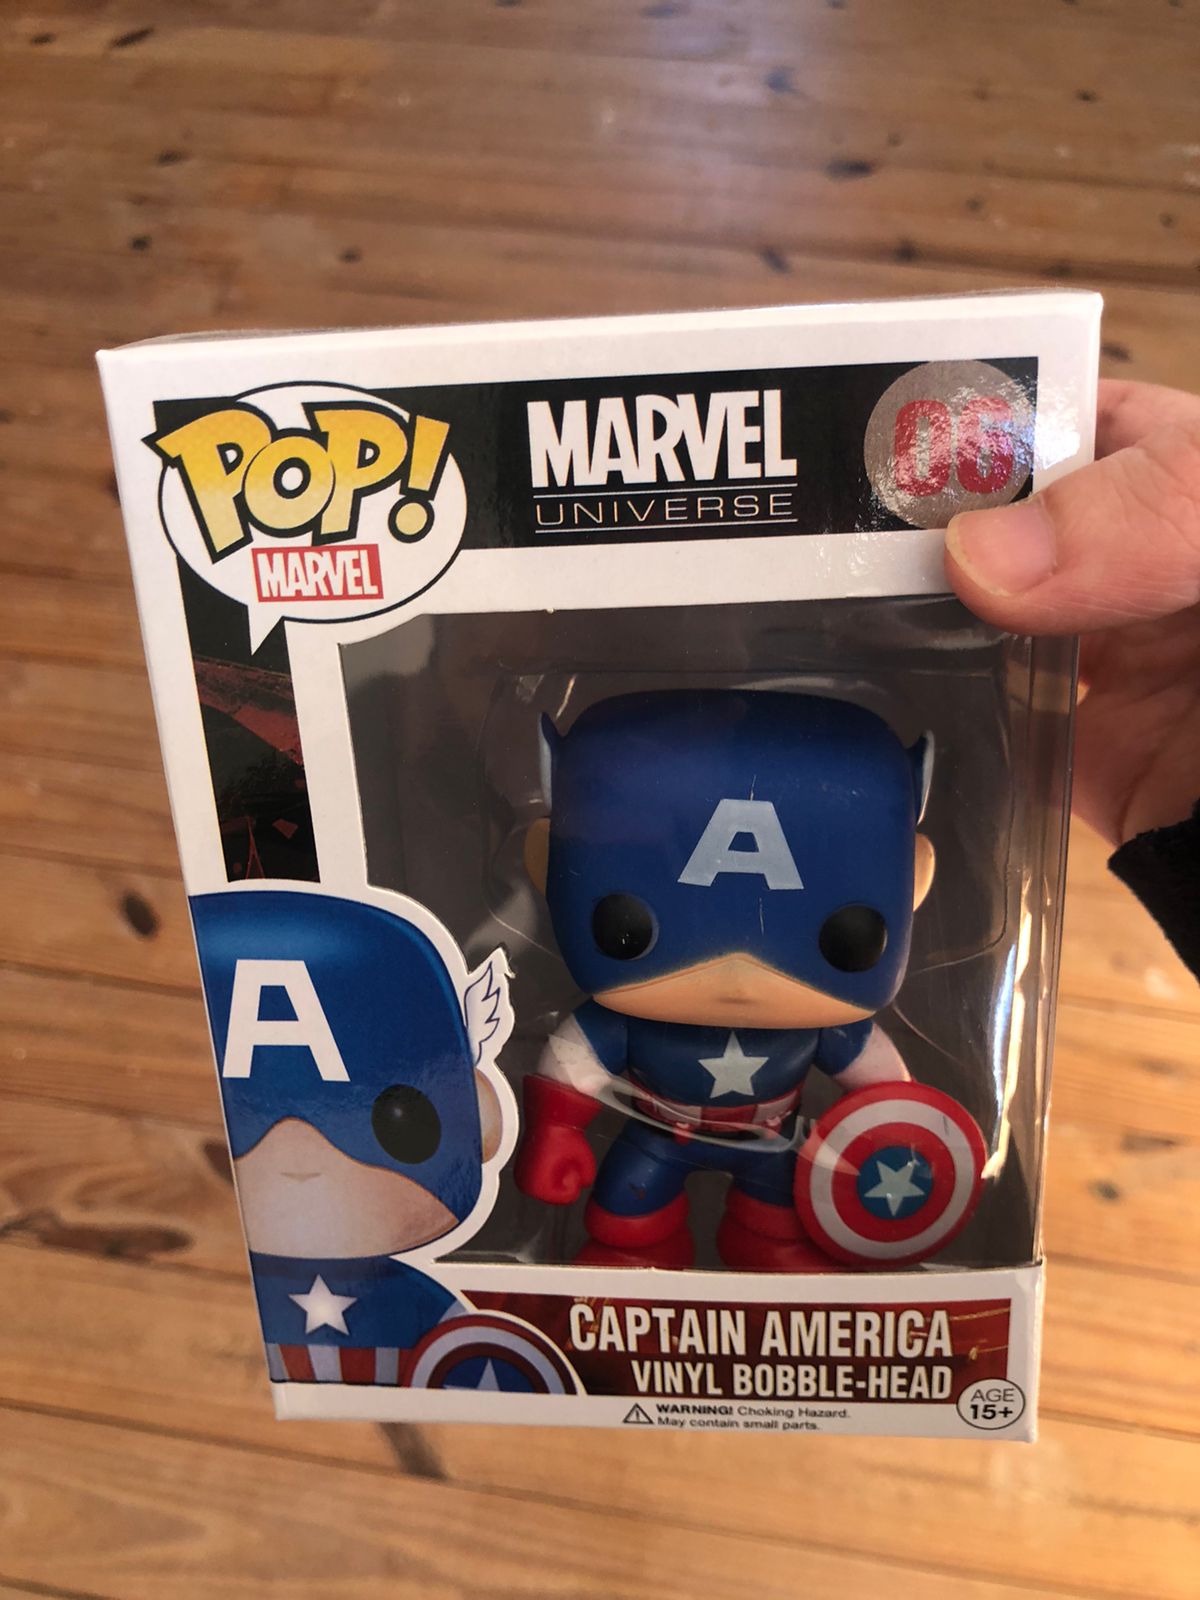 POP!
MARVEL
MARVEL
UNIVERSE
06
A
A
CAPTAIN AMERICA
VINYL BOBBLE-HEAD
WARNING! Choking Hazard.
May contain small parts.
AGE
15+